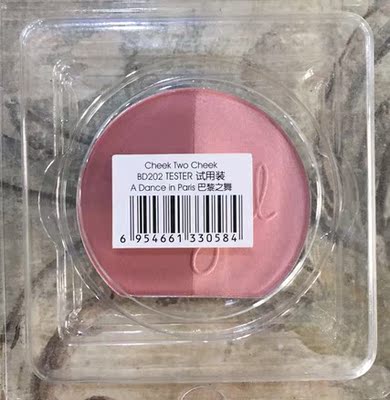 Cheek Two Cheek
BD202 TESTER 试用装
A Dance in Paris 巴黎之舞
6 954661 330584